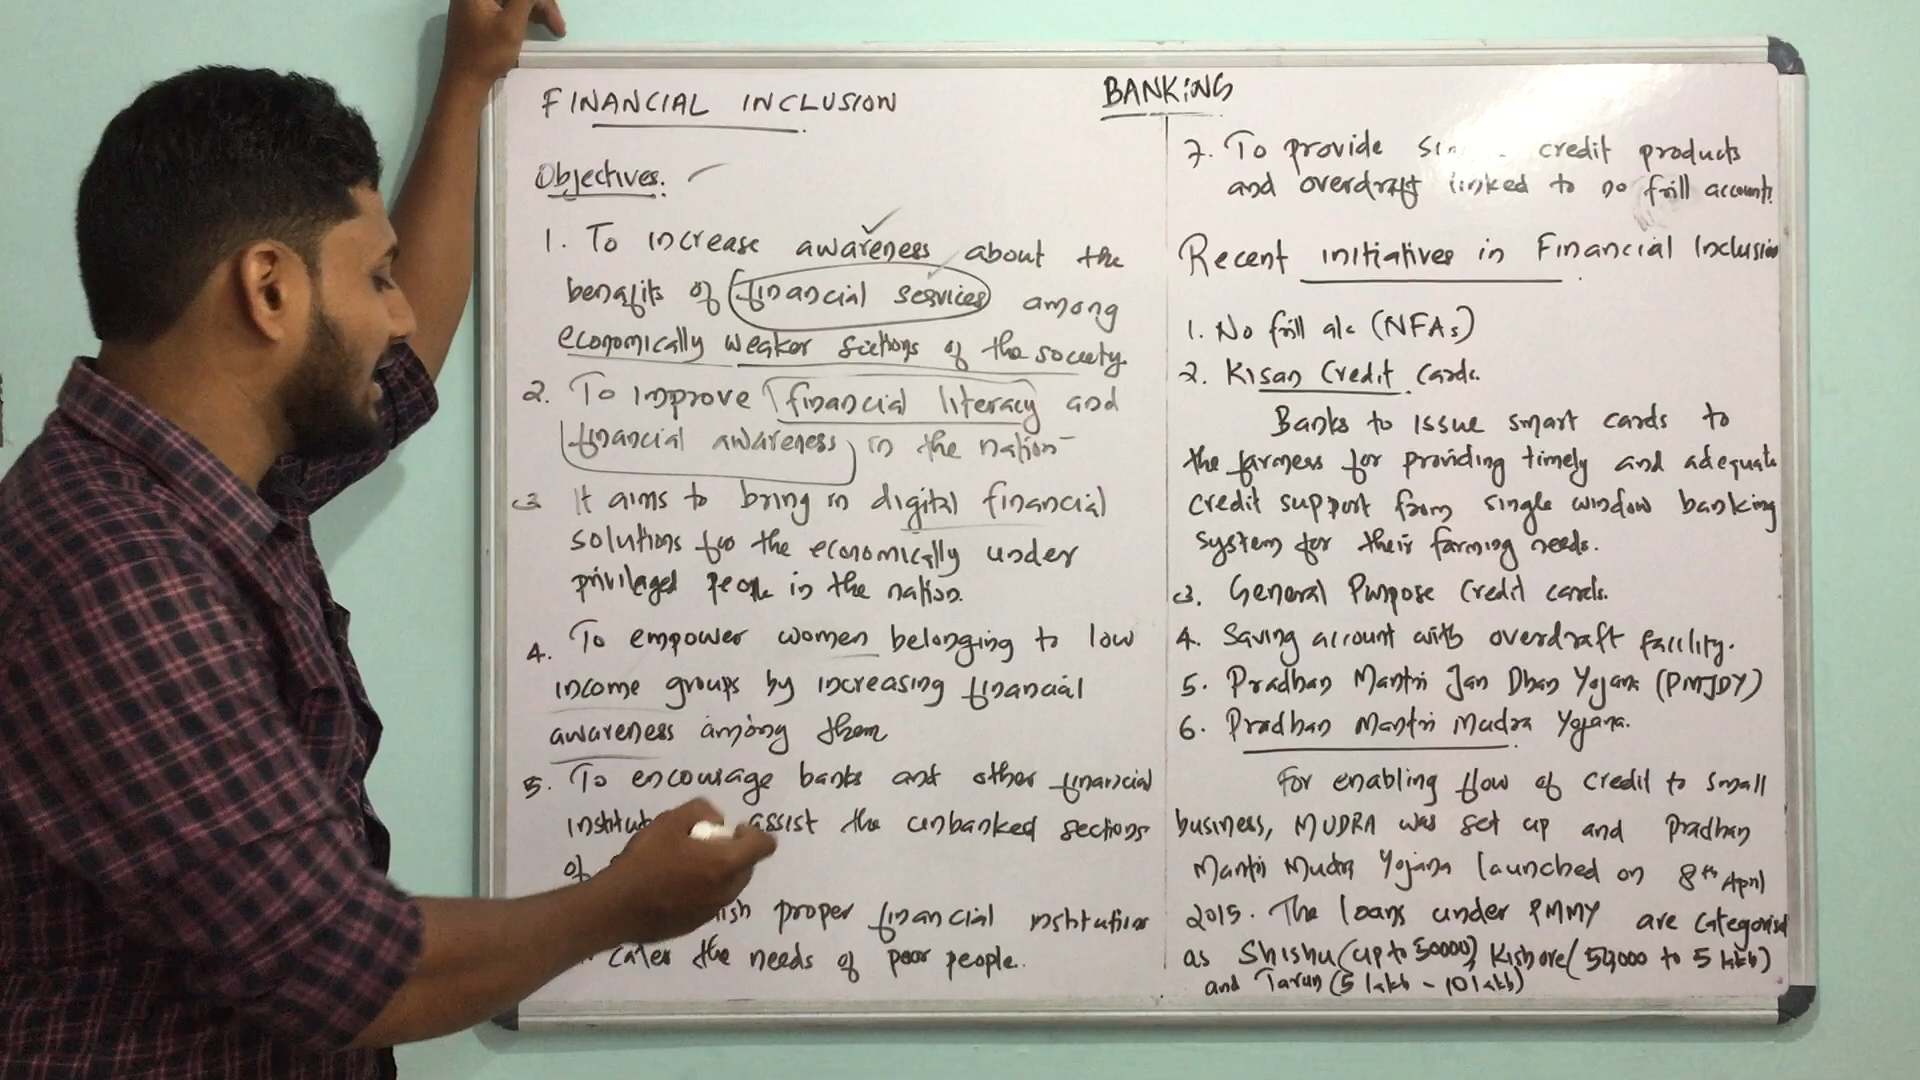 BANKING
FINANCIAL INCLUSION
Objectives.
1. To increase awareness about the
benefits of financial services among
economically weaker sections of the society.
2. To improve financial literacy and
financial awareness in the nation
3 It aims to bring in digital financial
solutions for the economically under
privilaged people in the nation.
4. To empower women belonging to low
income groups by increasing financial
awareness among them
5. To encourage banks and other financial
assist the unbanked sections
of
proper financial institution
cater the needs of poor people.
7. To provide credit products
and overdraft linked to no frill accounts
Recent initiatives in Financial Inclusion
1. No frill a/c (NFAs)
2. Kisan Credit Cards.
Banks to issue smart cards to
the farmers for providing timely and adequate
credit support from single window banking
system for their farming needs.
3. General Purpose Credit cards.
4. Saving account with overdraft facility.
5. Pradhan Mantri Jan Dhan Yojana (PMJDY)
6. Pradhan Mantri Mudra Yojana.
For enabling flow of credit to small
business, MUDRA was set up and Pradhan
Mantri Mudra Yojana launched on 8th April
2015. The loans under PMMY are categorised
as Shishu (up to 50000), Kishore (50,000 to 5 lakh)
and Tarun (5 lakh - 10 lakh)